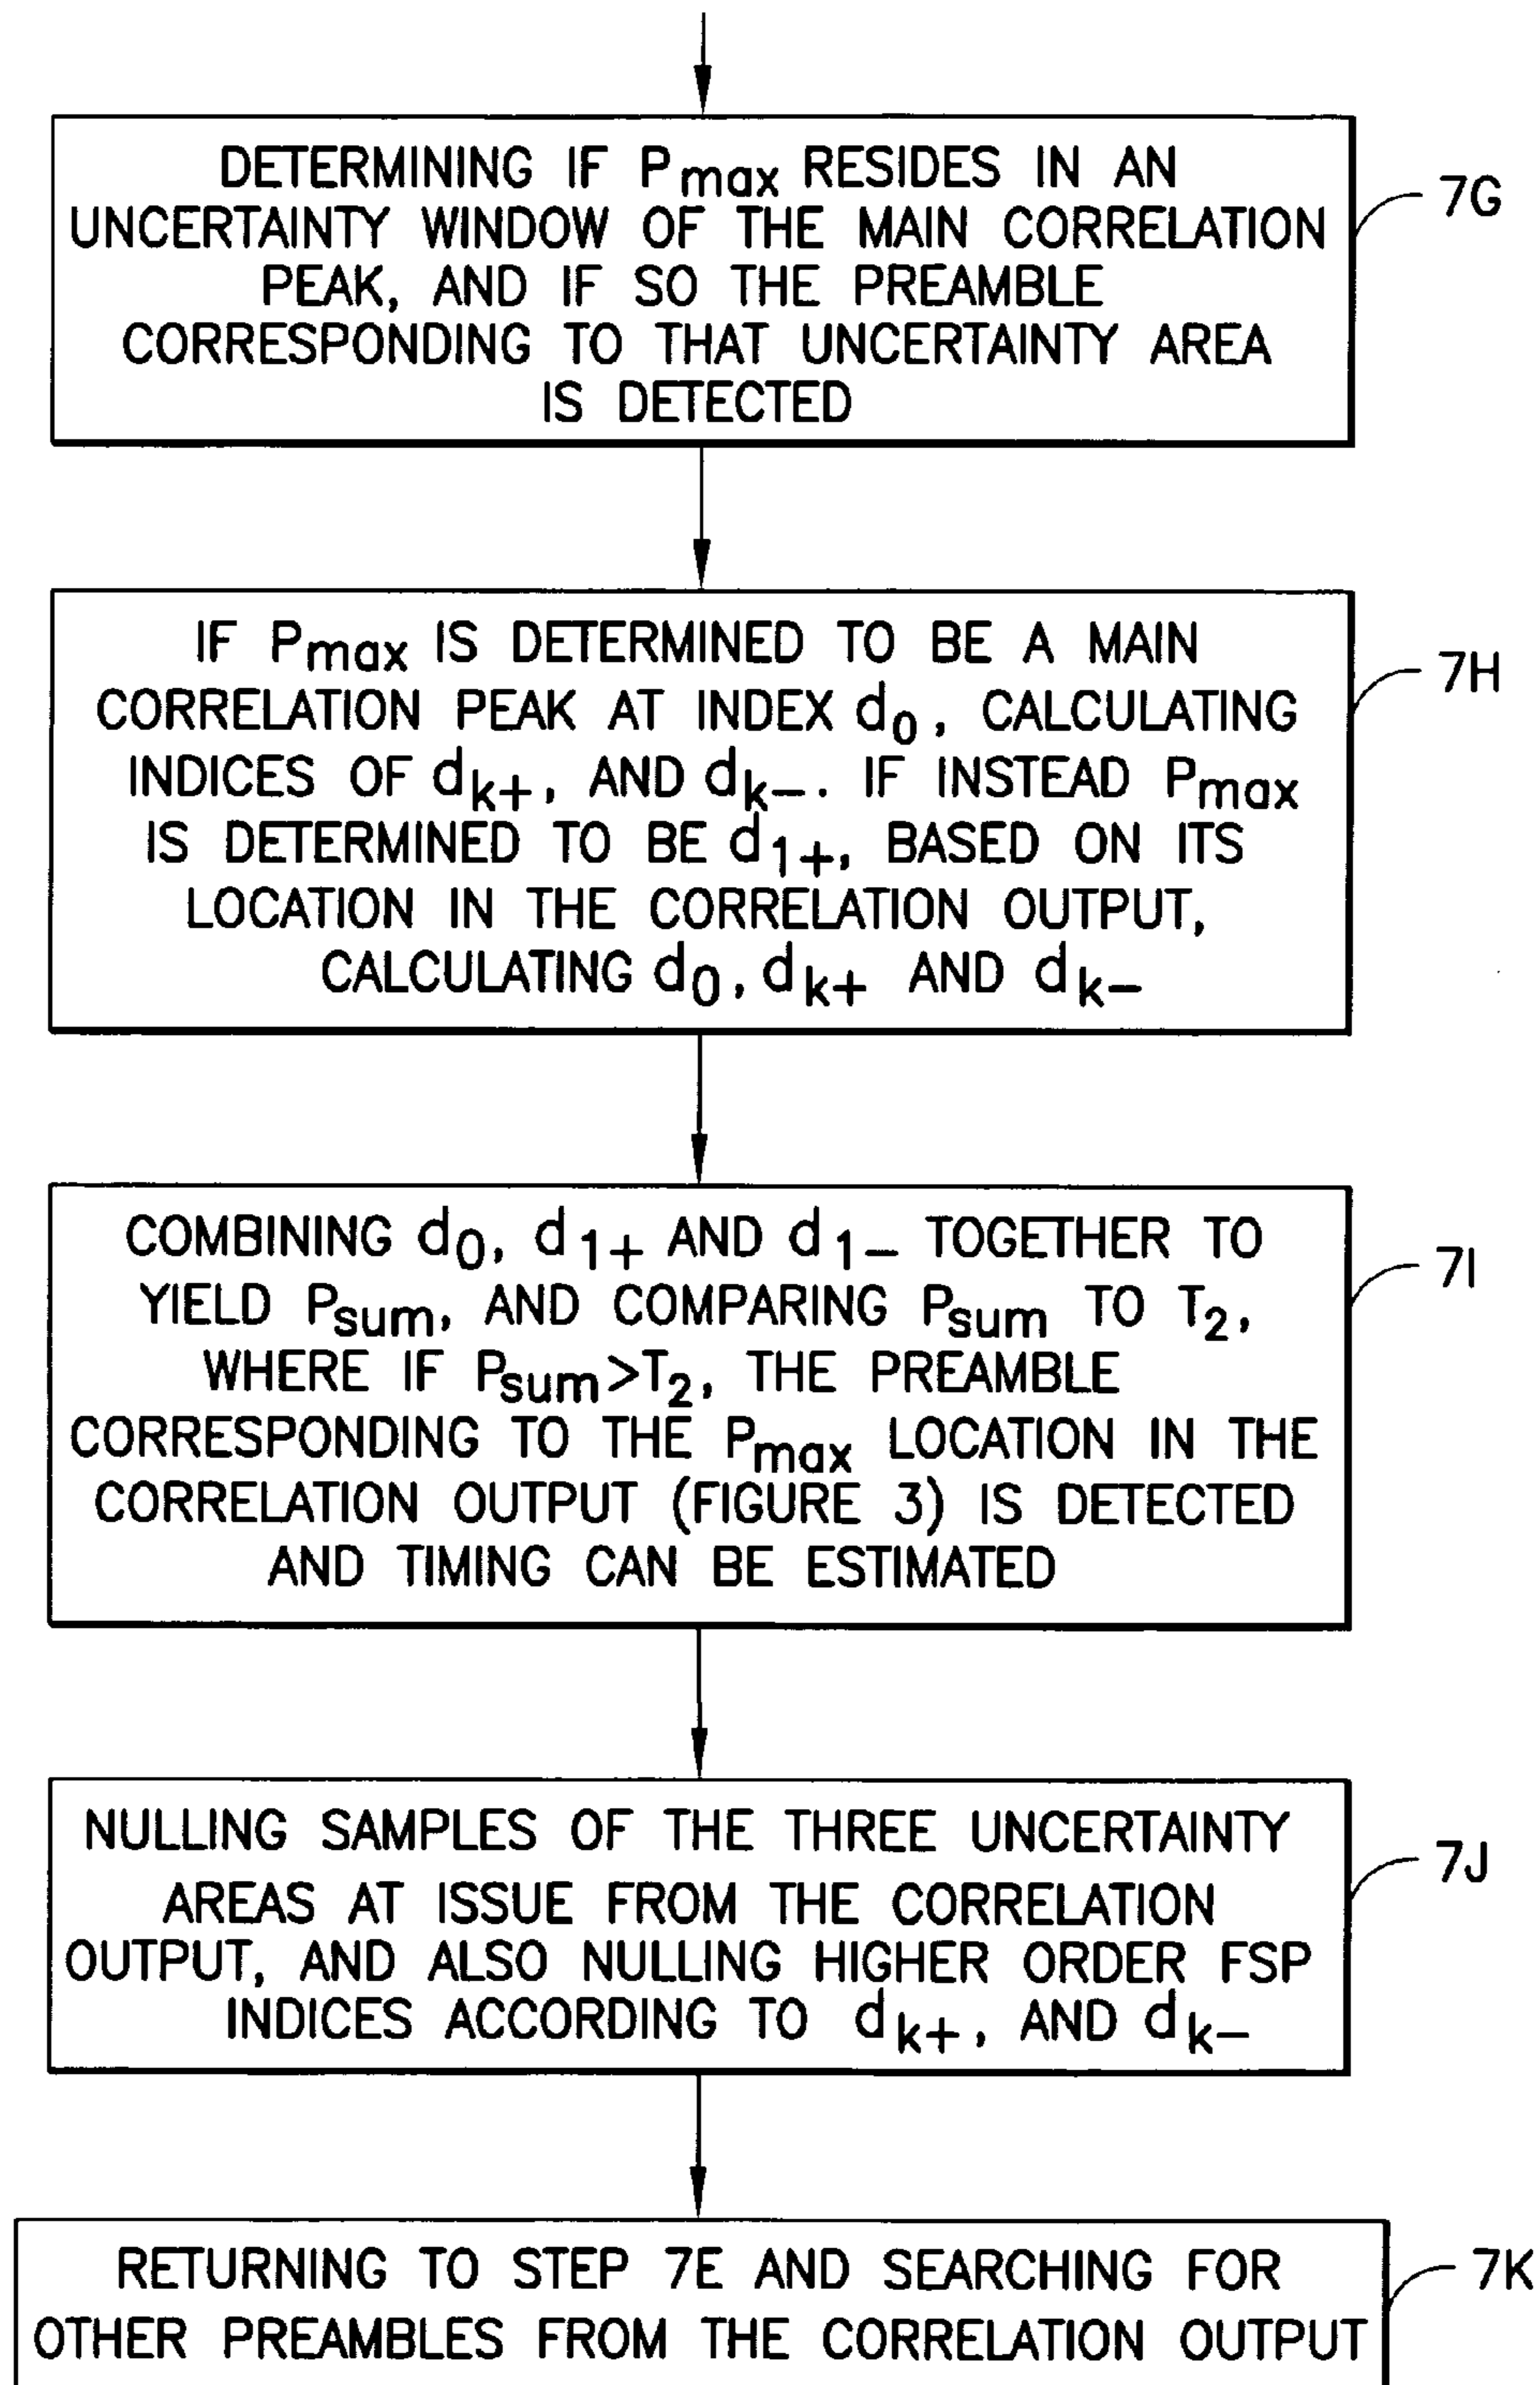 DETERMINING IF Pmax RESIDES IN AN
UNCERTAINTY WINDOW OF THE MAIN CORRELATION
PEAK, AND IF SO THE PREAMBLE
CORRESPONDING TO THAT UNCERTAINTY AREA
IS DETECTED
7G
IF Pmax IS DETERMINED TO BE A MAIN
CORRELATION PEAK AT INDEX d0, CALCULATING
INDICES OF dk+, AND dk-. IF INSTEAD Pmax
IS DETERMINED TO BE d1+, BASED ON ITS
LOCATION IN THE CORRELATION OUTPUT,
CALCULATING d0, dk+ AND dk-
7H
COMBINING d0, d1+ AND d1- TOGETHER TO
YIELD Psum, AND COMPARING Psum TO T2,
WHERE IF Psum>T2, THE PREAMBLE
CORRESPONDING TO THE Pmax LOCATION IN THE
CORRELATION OUTPUT (FIGURE 3) IS DETECTED
AND TIMING CAN BE ESTIMATED
7I
NULLING SAMPLES OF THE THREE UNCERTAINTY
AREAS AT ISSUE FROM THE CORRELATION
OUTPUT, AND ALSO NULLING HIGHER ORDER FSP
INDICES ACCORDING TO dk+, AND dk-
7J
RETURNING TO STEP 7E AND SEARCHING FOR
OTHER PREAMBLES FROM THE CORRELATION OUTPUT
7K